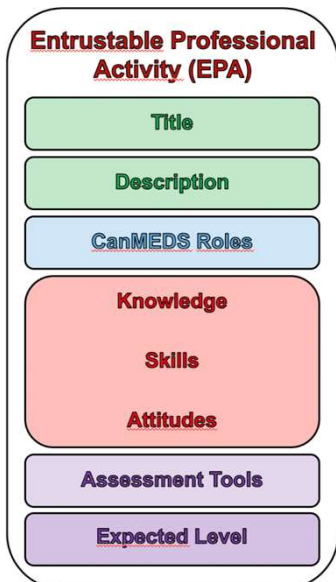 Entrustable Professional
Activity (EPA)
Title
Description
CanMEDS Roles
Knowledge
Skills
Attitudes
Assessment Tools
Expected Level